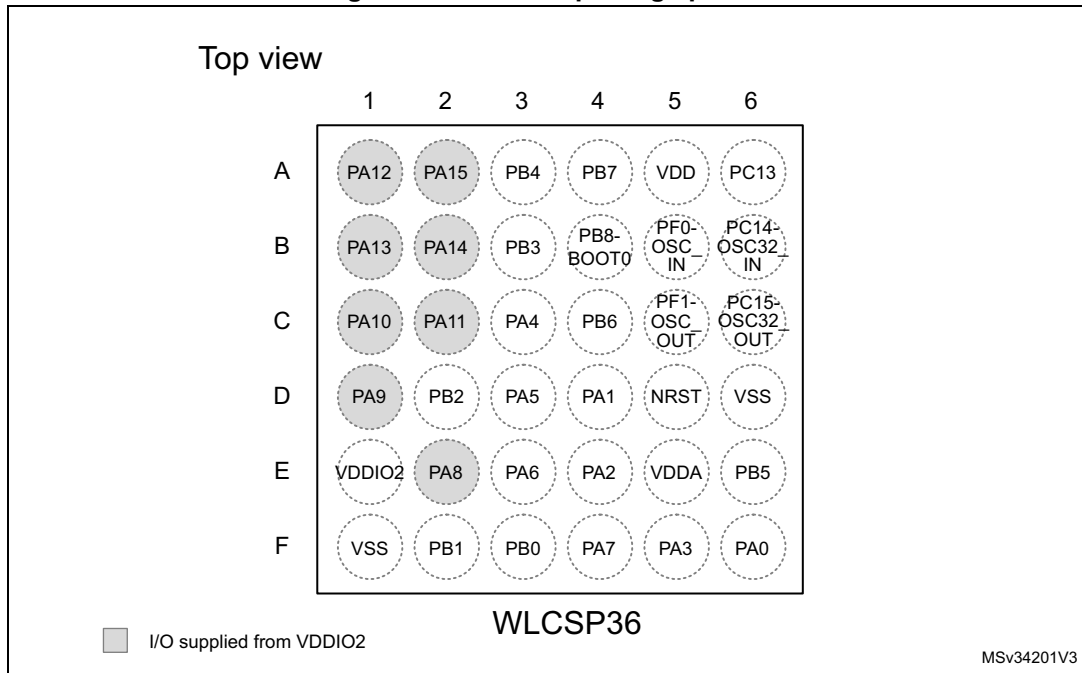 Top view
1 2 3 4 5 6
A PA12 PA15 PB4 PB7 VDD PC13
B PA13 PA14 PB3 PB8-BOOT0 PF0-OSC_IN PC14-OSC32_IN
C PA10 PA11 PA4 PB6 PF1-OSC_OUT PC15-OSC32_OUT
D PA9 PB2 PA5 PA1 NRST VSS
E VDDIO2 PA8 PA6 PA2 VDDA PB5
F VSS PB1 PB0 PA7 PA3 PA0
WLCSP36
I/O supplied from VDDIO2
MSv34201V3